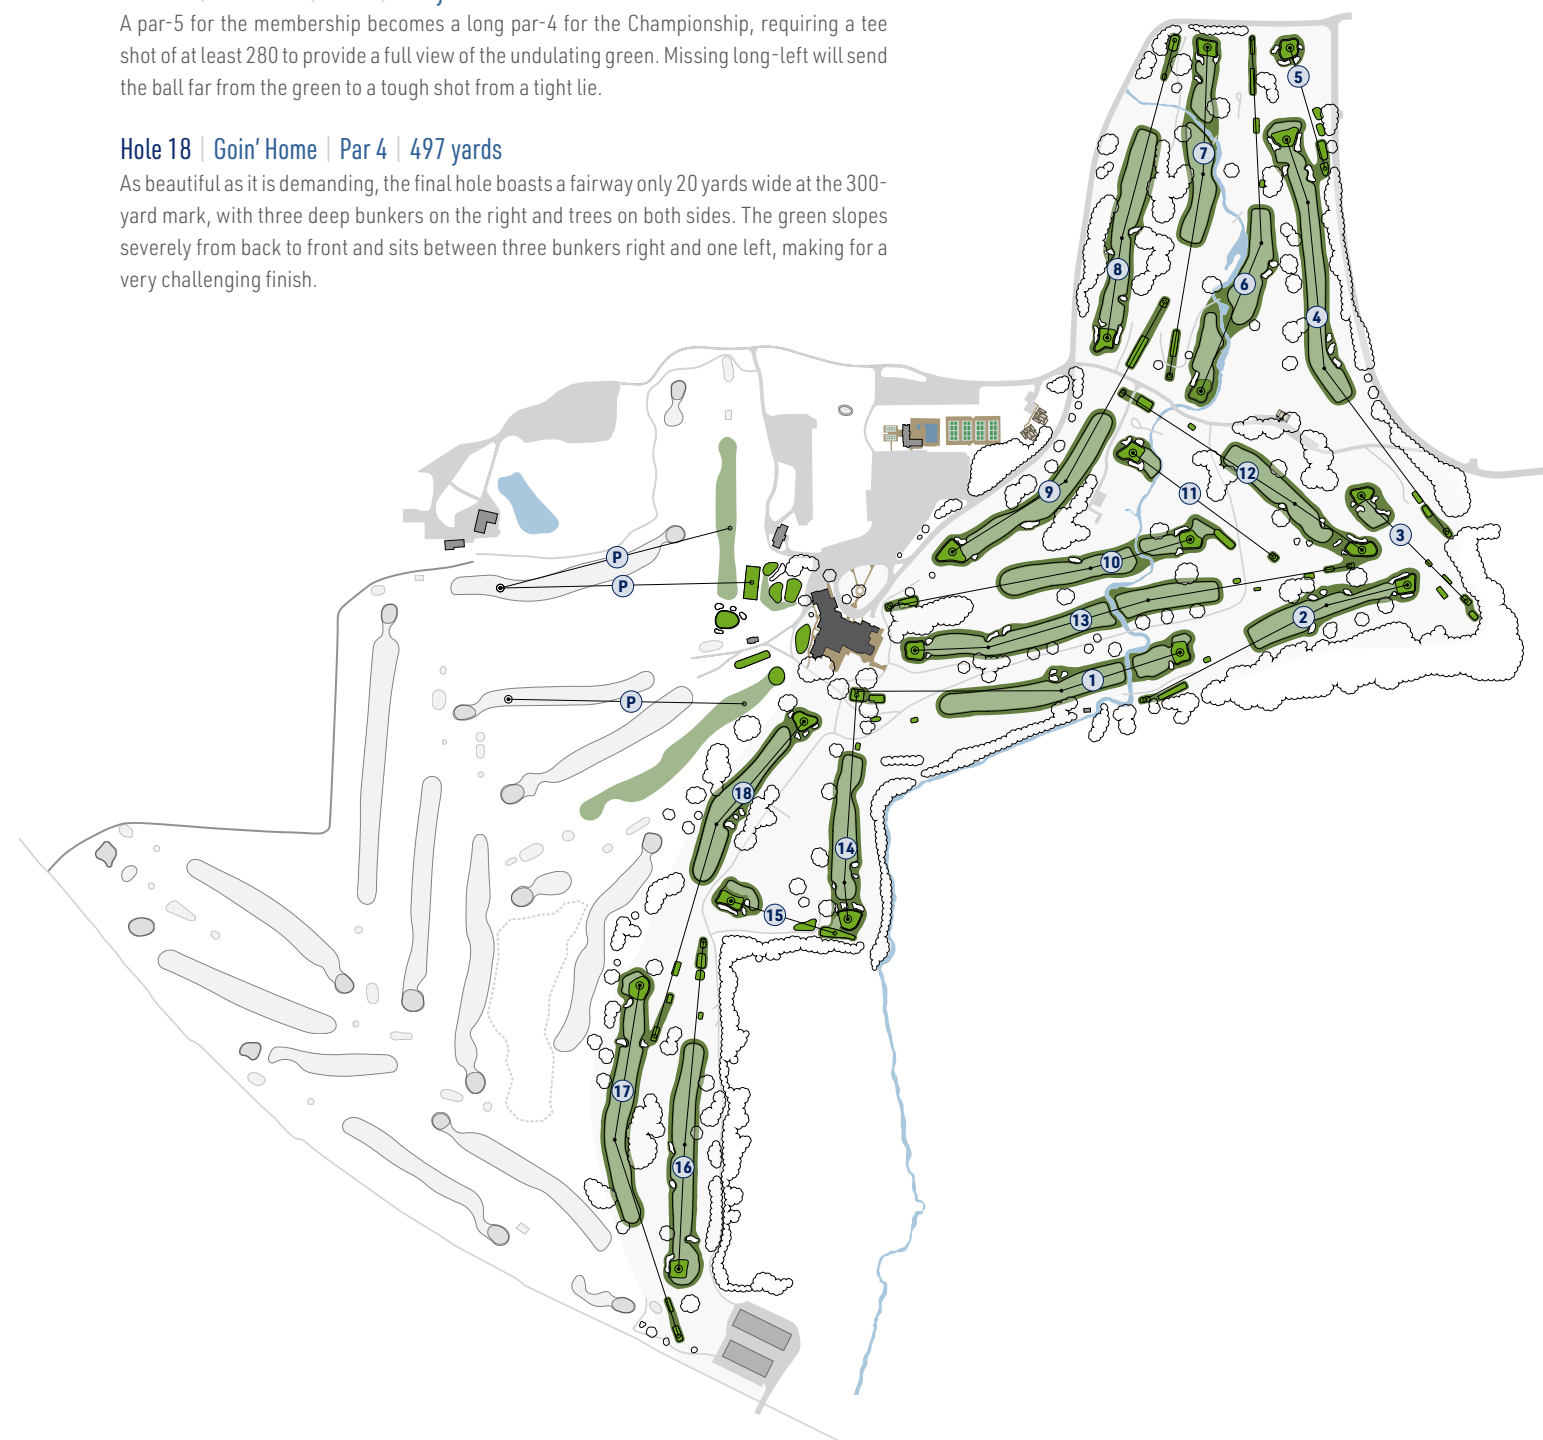 A par-5 for the membership becomes a long par-4 for the Championship, requiring a tee
shot of at least 280 to provide a full view of the undulating green. Missing long-left will send
the ball far from the green to a tough shot from a tight lie.
Hole 18 | Goin’ Home | Par 4 | 497 yards
As beautiful as it is demanding, the final hole boasts a fairway only 20 yards wide at the 300-
yard mark, with three deep bunkers on the right and trees on both sides. The green slopes
severely from back to front and sits between three bunkers right and one left, making for a
very challenging finish.
5
7
8
6
4
12
9
11
3
10
P
P
13
2
1
P
18
14
15
17
16